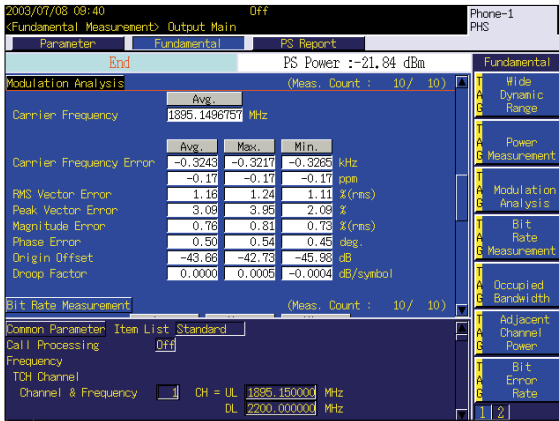 2003/07/08 09:40 Off Phone-1
<Fundamental Measurement> Output Main PHS
Parameter Fundamental PS Report
End PS Power :-21.84 dBm Fundamental
Modulation Analysis (Meas. Count : 10/ 10)
Avg.
Carrier Frequency 1895.1496757 MHz
Avg. Max. Min.
Carrier Frequency Error -0.3243 -0.3217 -0.3265 kHz
-0.17 -0.17 -0.17 ppm
RMS Vector Error 1.16 1.24 1.11 %(rms)
Peak Vector Error 3.09 3.95 2.09 %
Magnitude Error 0.76 0.81 0.73 %(rms)
Phase Error 0.50 0.54 0.45 deg.
Origin Offset -43.66 -42.73 -45.98 dB
Droop Factor 0.0000 0.0005 -0.0004 dB/symbol
Bit Rate Measurement (Meas. Count : 10/ 10)
Common Parameter Item List Standard
Call Processing Off
Frequency
TCH Channel
Channel & Frequency 1 CH = UL 1895.150000 MHz
DL 2200.000000 MHz
TAG Wide
Dynamic
Range
TAG Power
Measurement
TAG Modulation
Analysis
TAG Bit
Rate
Measurement
TAG Occupied
Bandwidth
TAG Adjacent
Channel
Power
TAG Bit
Error
Rate
1 2